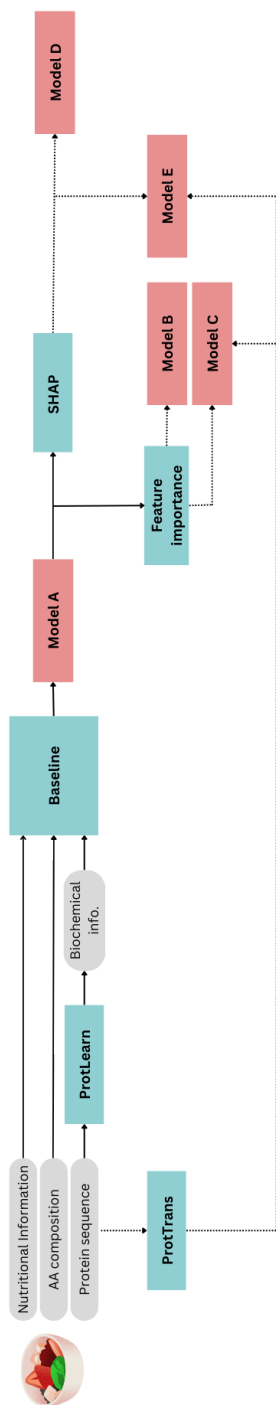 Nutritional Information
AA composition
Protein sequence
ProtLearn
Biochemical
info.
Baseline
Model A
SHAP
Model D
Feature
importance
Model B
Model C
Model E
ProtTrans